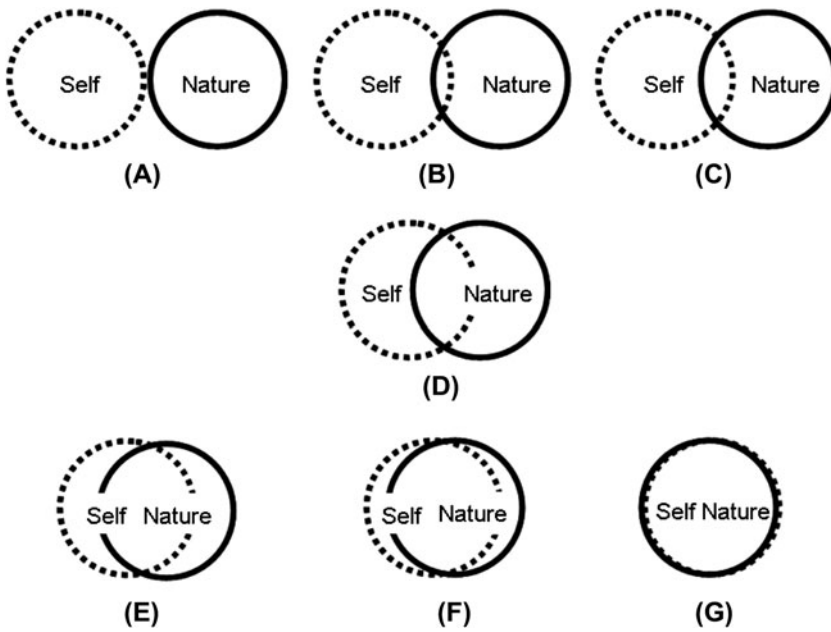 Self Nature Self Nature Self Nature
(A) (B) (C)
Self Nature
(D)
Self Nature Self Nature Self Nature
(E) (F) (G)